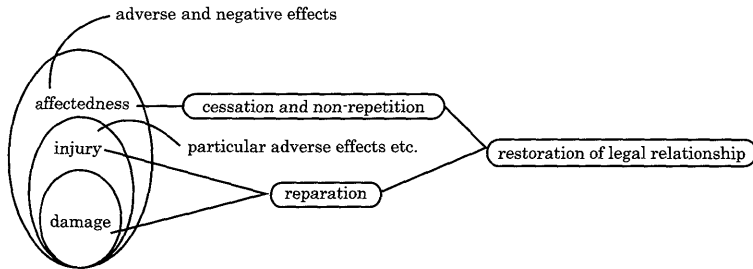 adverse and negative effects
affectedness
cessation and non-repetition
injury
particular adverse effects etc.
restoration of legal relationship
reparation
damage